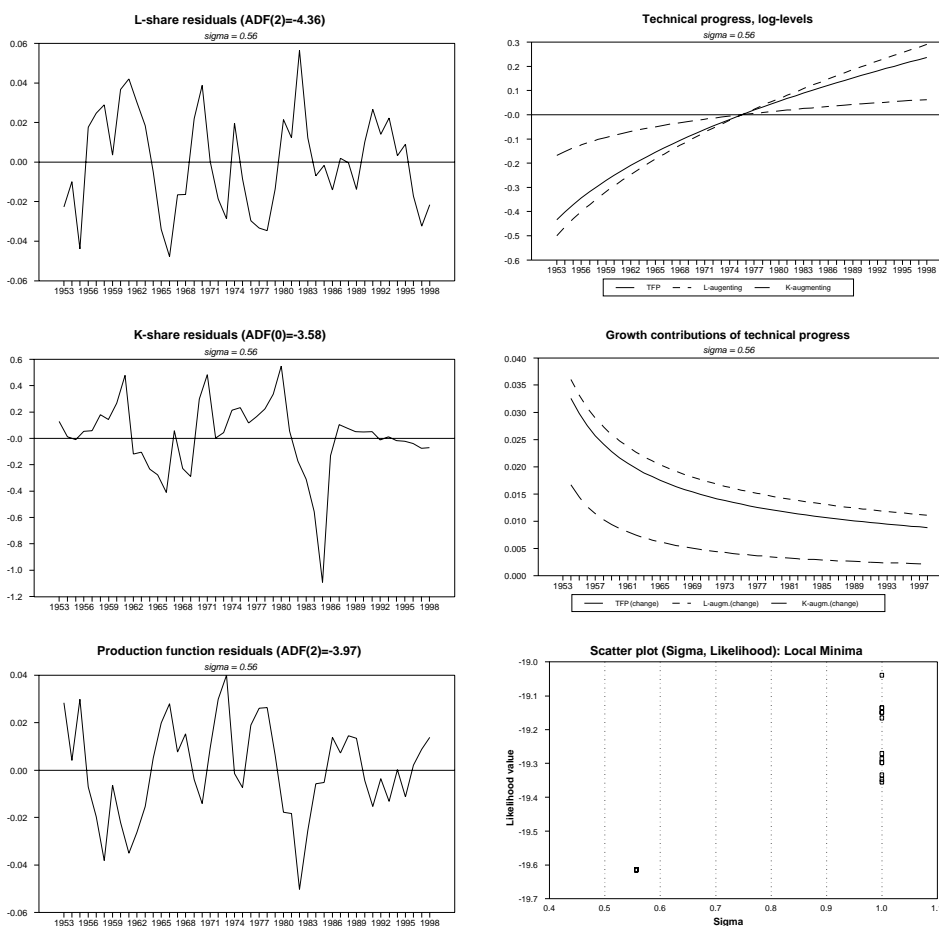 L-share residuals (ADF(2)=-4.36)
sigma = 0.56
0.06
0.04
0.02
0.00
-0.02
-0.04
-0.06
1953 1956 1959 1962 1965 1968 1971 1974 1977 1980 1983 1986 1989 1992 1995 1998
Technical progress, log-levels
sigma = 0.56
0.3
0.2
0.1
-0.0
-0.1
-0.2
-0.3
-0.4
-0.5
-0.6
1953 1956 1959 1962 1965 1968 1971 1974 1977 1980 1983 1986 1989 1992 1995 1998
TFP L-augenting K-augmenting
K-share residuals (ADF(0)=-3.58)
sigma = 0.56
0.6
0.4
0.2
-0.0
-0.2
-0.4
-0.6
-0.8
-1.0
-1.2
1953 1956 1959 1962 1965 1968 1971 1974 1977 1980 1983 1986 1989 1992 1995 1998
Growth contributions of technical progress
sigma = 0.56
0.040
0.035
0.030
0.025
0.020
0.015
0.010
0.005
0.000
1953 1957 1961 1965 1969 1973 1977 1981 1985 1989 1993 1997
TFP (change) L-augm.(change) K-augm.(change)
Production function residuals (ADF(2)=-3.97)
sigma = 0.56
0.04
0.02
0.00
-0.02
-0.04
-0.06
1953 1956 1959 1962 1965 1968 1971 1974 1977 1980 1983 1986 1989 1992 1995 1998
Scatter plot (Sigma, Likelihood): Local Minima
Likelihood value
-19.0
-19.1
-19.2
-19.3
-19.4
-19.5
-19.6
-19.7
0.4 0.5 0.6 0.7 0.8 0.9 1.0
Sigma